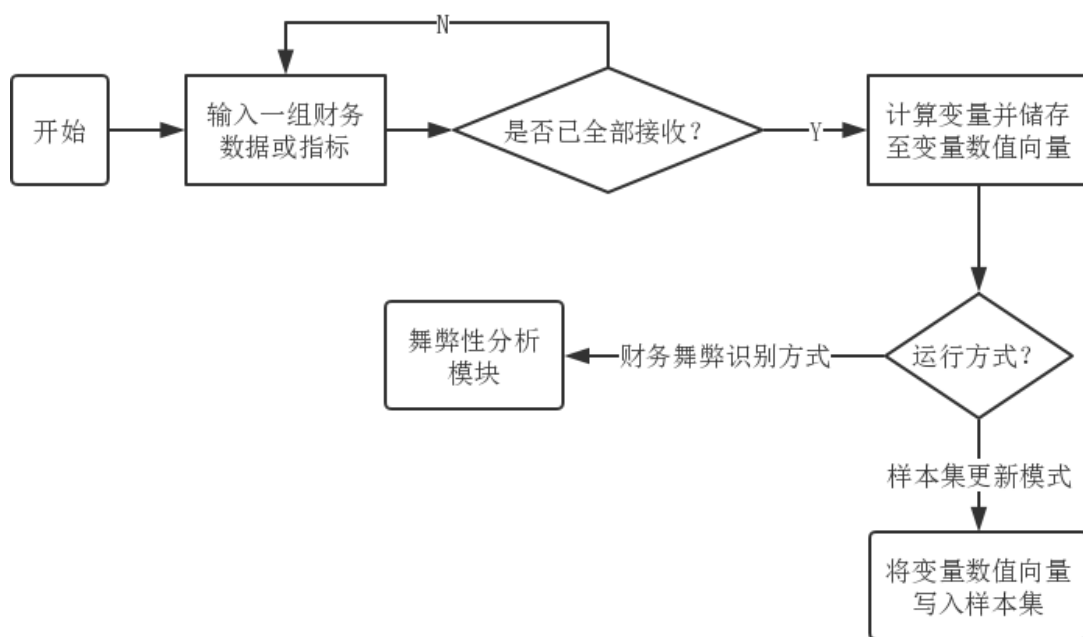 N
开始
输入一组财务
数据或指标
是否已全部接收？
Y
计算变量并储存
至变量数值向量
舞弊性分析
模块
财务舞弊识别方式
运行方式？
样本集更新模式
将变量数值向量
写入样本集